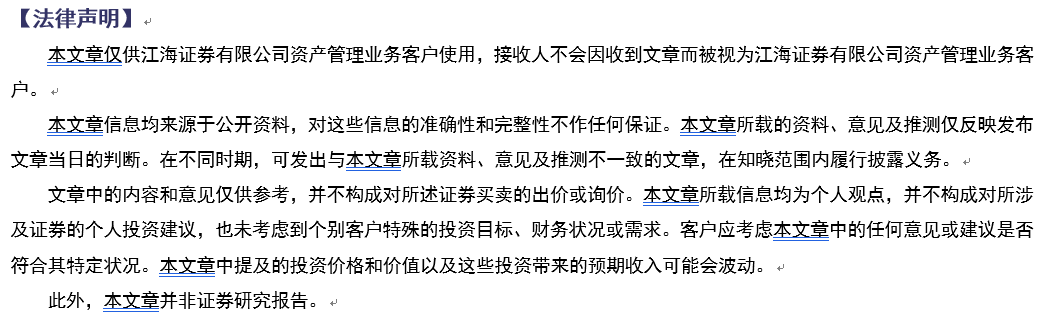 【法律声明】
本文章仅供江海证券有限公司资产管理业务客户使用，接收人不会因收到文章而被视为江海证券有限公司资产管理业务客
户。
本文章信息均来源于公开资料，对这些信息的准确性和完整性不作任何保证。本文章所载的资料、意见及推测仅反映发布
文章当日的判断。在不同时期，可发出与本文章所载资料、意见及推测不一致的文章，在知晓范围内履行披露义务。
文章中的内容和意见仅供参考，并不构成对所述证券买卖的出价或询价。本文章所载信息均为个人观点，并不构成对所涉
及证券的个人投资建议，也未考虑到个别客户特殊的投资目标、财务状况或需求。客户应考虑本文章中的任何意见或建议是否
符合其特定状况。本文章中提及的投资价格和价值以及这些投资带来的预期收入可能会波动。
此外，本文章并非证券研究报告。